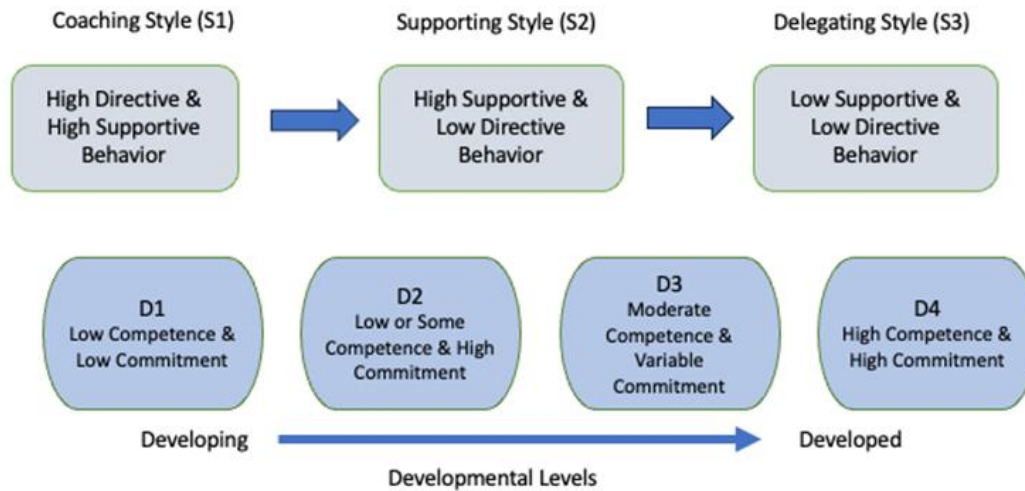 Coaching Style (S1)
Supporting Style (S2)
Delegating Style (S3)
High Directive &
High Supportive
Behavior
High Supportive &
Low Directive
Behavior
Low Supportive &
Low Directive
Behavior
D1
Low Competence &
Low Commitment
D2
Low or Some
Competence & High
Commitment
D3
Moderate
Competence &
Variable
Commitment
D4
High Competence &
High Commitment
Developing
Developed
Developmental Levels